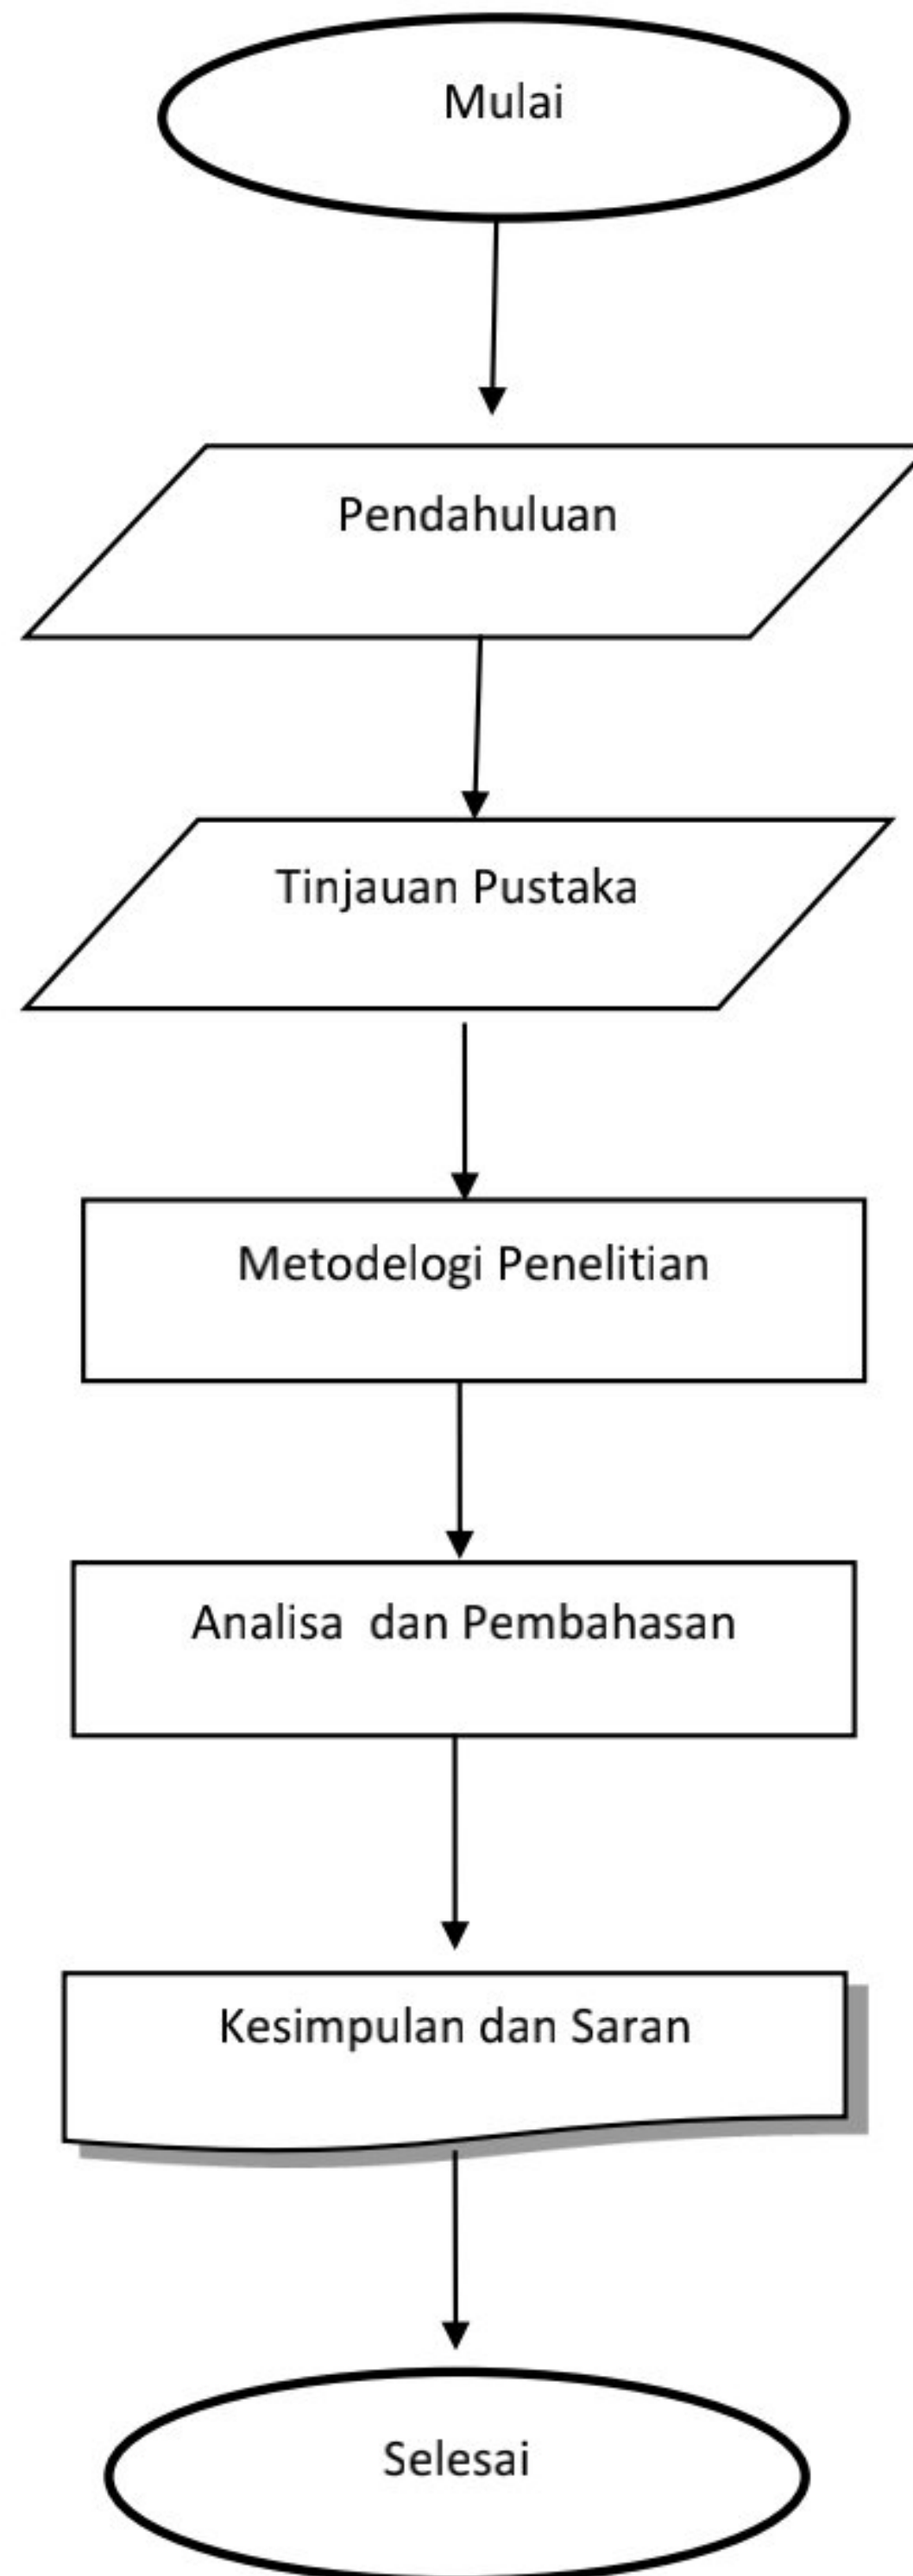 Mulai
Pendahuluan
Tinjauan Pustaka
Metodelogi Penelitian
Analisa  dan Pembahasan
Kesimpulan dan Saran
Selesai